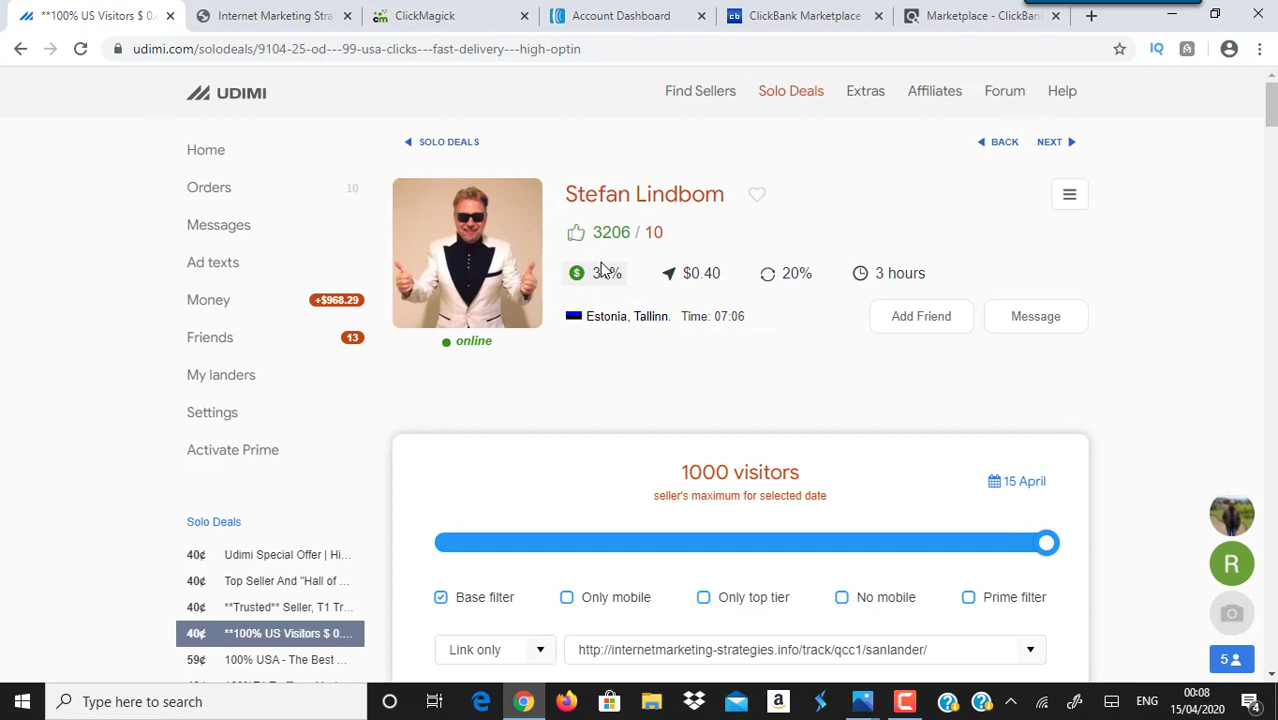 **100% US Visitors $ 0.
Internet Marketing Stra
ClickMagick
Account Dashboard
cb
ClickBank Marketplace
Marketplace - ClickBan
udimi.com/solodeals/9104-25-od---99-usa-clicks---fast-delivery---high-optin
IQ
UDIMI
Find Sellers
Solo Deals
Extras
Affiliates
Forum
Help
SOLO DEALS
BACK
NEXT
Home
Orders
10
Messages
Ad texts
Money
+$968.29
Friends
13
My landers
Settings
Activate Prime
Stefan Lindbom
3206 / 10
$0.40
20%
3 hours
Estonia, Tallinn.
Time: 07:06
Add Friend
Message
online
1000 visitors
seller's maximum for selected date
15 April
Base filter
Only mobile
Only top tier
No mobile
Prime filter
Link only
http://internetmarketing-strategies.info/track/qcc1/sanlander/
Solo Deals
40¢
Udimi Special Offer | Hi...
40¢
Top Seller And "Hall of ...
40¢
**Trusted** Seller, T1 Tr...
40¢
**100% US Visitors $ 0....
59¢
100% USA - The Best ...
R
5
Type here to search
a
ENG
00:08
15/04/2020
4